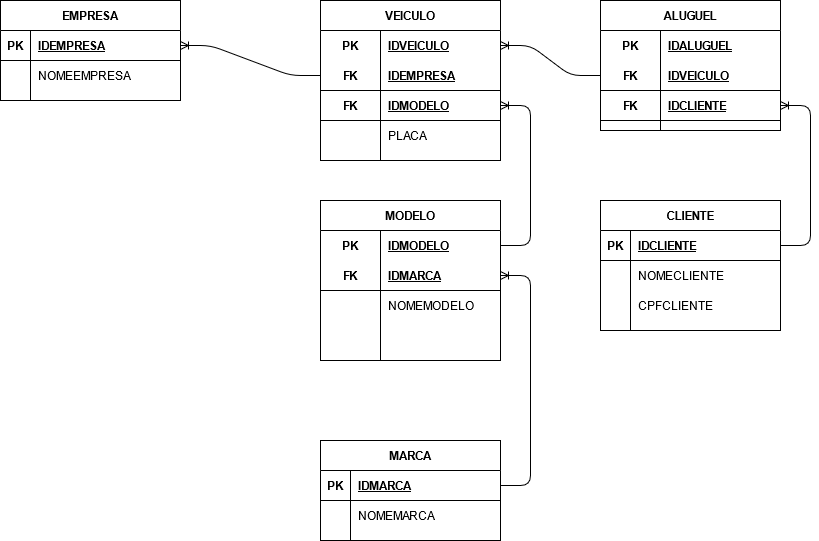 EMPRESA
PK IDEMPRESA
NOMEEMPRESA
VEICULO
PK IDVEICULO
FK IDEMPRESA
FK IDMODELO
PLACA
ALUGUEL
PK IDALUGUEL
FK IDVEICULO
FK IDCLIENTE
MODELO
PK IDMODELO
FK IDMARCA
NOMEMODELO
CLIENTE
PK IDCLIENTE
NOMECLIENTE
CPFCLIENTE
MARCA
PK IDMARCA
NOMEMARCA